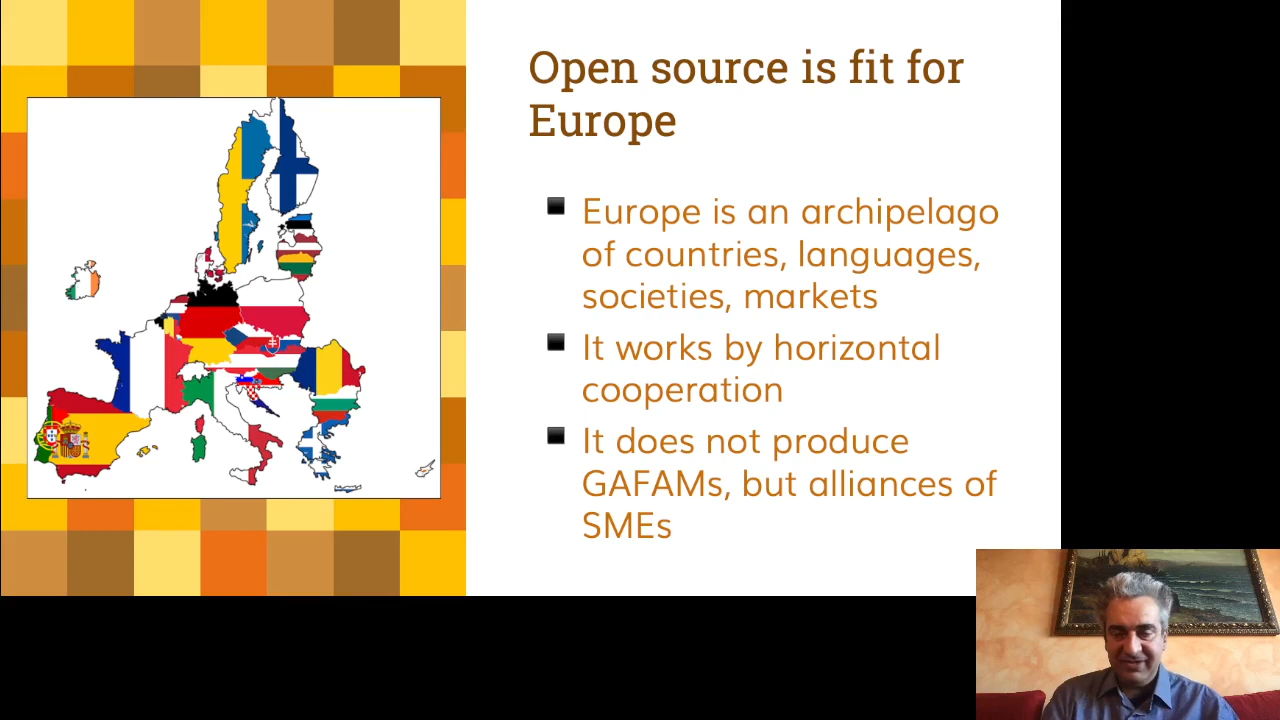 Open source is fit for
Europe
Europe is an archipelago
of countries, languages,
societies, markets
It works by horizontal
cooperation
It does not produce
GAFAMs, but alliances of
SMEs